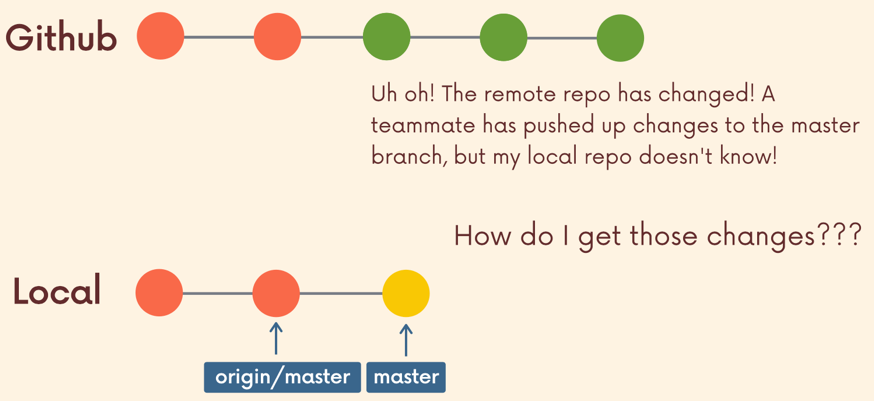 Github
Uh oh! The remote repo has changed! A
teammate has pushed up changes to the master
branch, but my local repo doesn't know!
How do I get those changes???
Local
origin/master
master